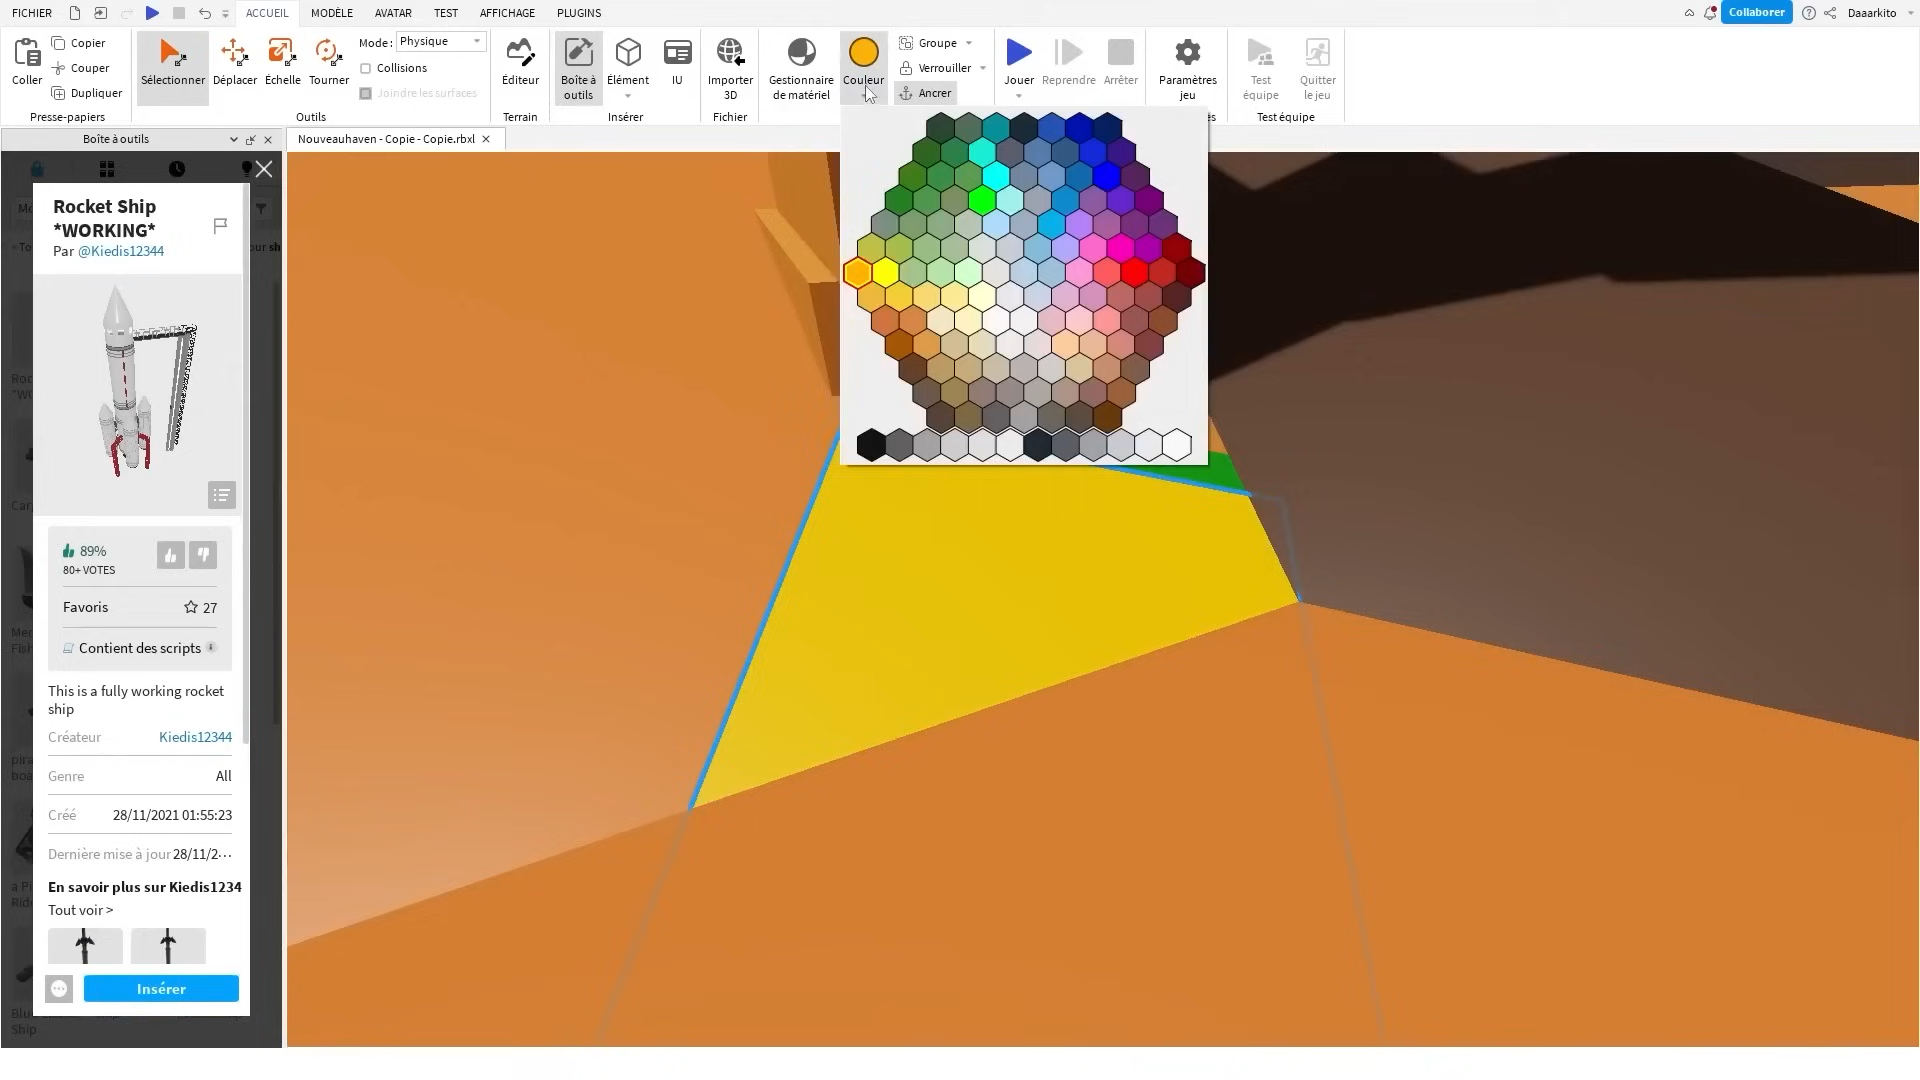 FICHIER
ACCUEIL
MODÈLE
AVATAR
TEST
AFFICHAGE
PLUGINS
Collaborer
Daaarkito
Coller
Copier
Couper
Dupliquer
Presse-papiers
Sélectionner
Déplacer
Échelle
Tourner
Mode:
Physique
Collisions
Joindre les surfaces
Outils
Éditeur
Terrain
Boîte à
outils
Élément
IU
Insérer
Importer
3D
Fichier
Gestionnaire
de matériel
Couleur
Groupe
Verrouiller
Ancrer
Jouer
Reprendre
Arrêter
Paramètres
jeu
Test
équipe
Quitter
le jeu
Test équipe
Boîte à outils
Nouveauhaven - Copie - Copie.rbxl
Rocket Ship
*WORKING*
Par @Kiedis12344
89%
80+ VOTES
Favoris
27
Contient des scripts
This is a fully working rocket
ship
Créateur
Kiedis12344
Genre
All
Créé
28/11/2021 01:55:23
Dernière mise à jour
28/11/2...
En savoir plus sur Kiedis1234
Tout voir >
Insérer
Ship